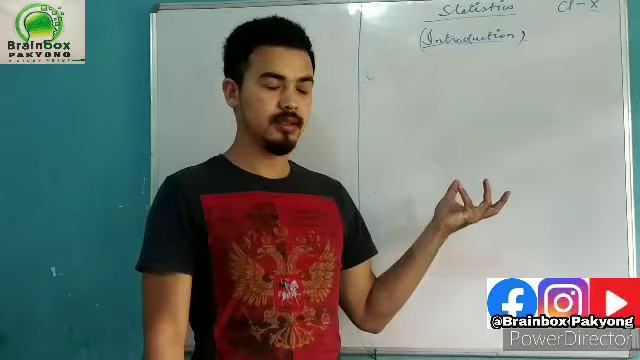 Brainbox
PAKYONG
Statistics
Cl-X
(Introduction)
@Brainbox Pakyong
PowerDirector